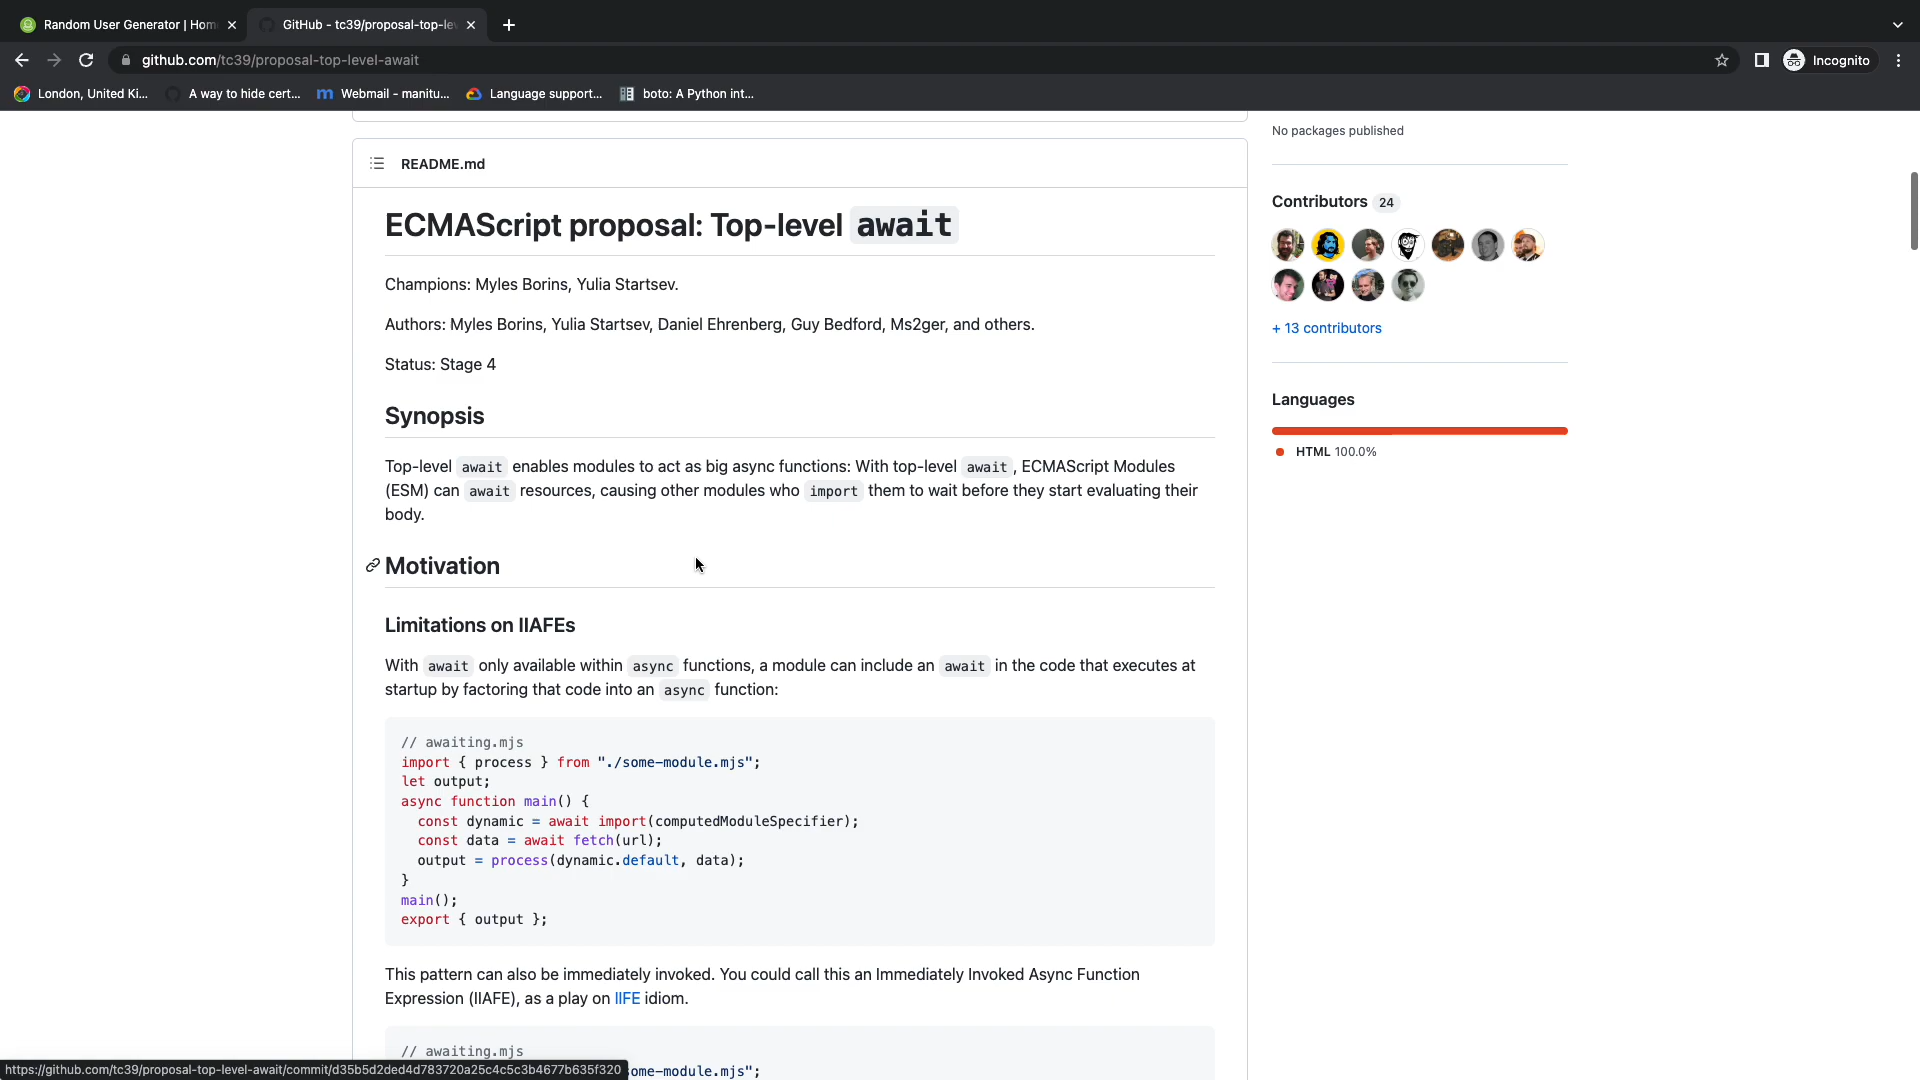 Random User Generator | Hom
GitHub - tc39/proposal-top-lev
github.com/tc39/proposal-top-level-await
Incognito
London, United Ki...
A way to hide cert...
Webmail - manitu...
Language support...
boto: A Python int...
No packages published
README.md
ECMAScript proposal: Top-level await
Champions: Myles Borins, Yulia Startsev.
Authors: Myles Borins, Yulia Startsev, Daniel Ehrenberg, Guy Bedford, Ms2ger, and others.
Status: Stage 4
Synopsis
Top-level await enables modules to act as big async functions: With top-level await , ECMAScript Modules
(ESM) can await resources, causing other modules who import them to wait before they start evaluating their
body.
Motivation
Limitations on IIAFEs
With await only available within async functions, a module can include an await in the code that executes at
startup by factoring that code into an async function:
// awaiting.mjs
import { process } from "./some-module.mjs";
let output;
async function main() {
  const dynamic = await import(computedModuleSpecifier);
  const data = await fetch(url);
  output = process(dynamic.default, data);
}
main();
export { output };
This pattern can also be immediately invoked. You could call this an Immediately Invoked Async Function
Expression (IIAFE), as a play on IIFE idiom.
// awaiting.mjs
ome-module.mjs";
Contributors 24
+ 13 contributors
Languages
HTML 100.0%
https://github.com/tc39/proposal-top-level-await/commit/d35b5d2ded4d783720a25c4c5c3b4677b635f320